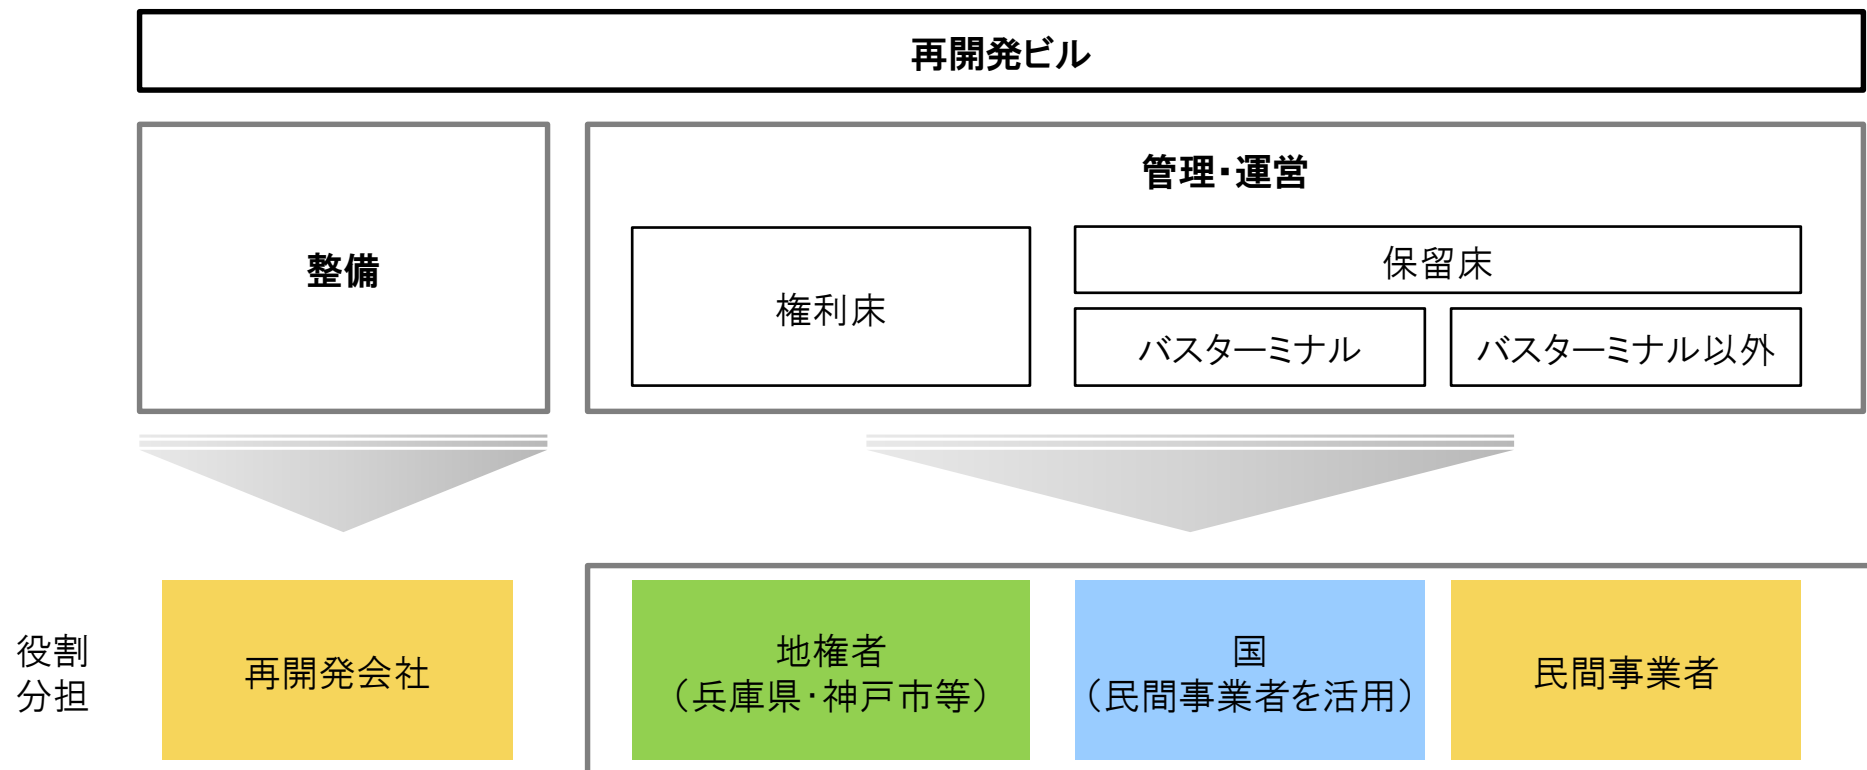 再開発ビル
整備
管理・運営
権利床
保留床
バスターミナル
バスターミナル以外
役割
分担
再開発会社
地権者
（兵庫県・神戸市等）
国
（民間事業者を活用）
民間事業者